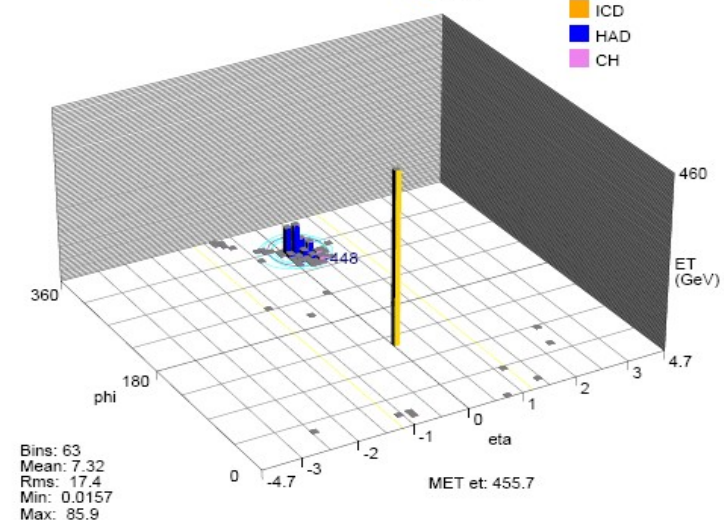 ICD
HAD
CH
460
ET
(GeV)
448
360
180
phi
0
-4.7
-3
-2
-1
0
1
2
3
4.7
eta
MET et: 455.7
Bins: 63
Mean: 7.32
Rms: 17.4
Min: 0.0157
Max: 85.9